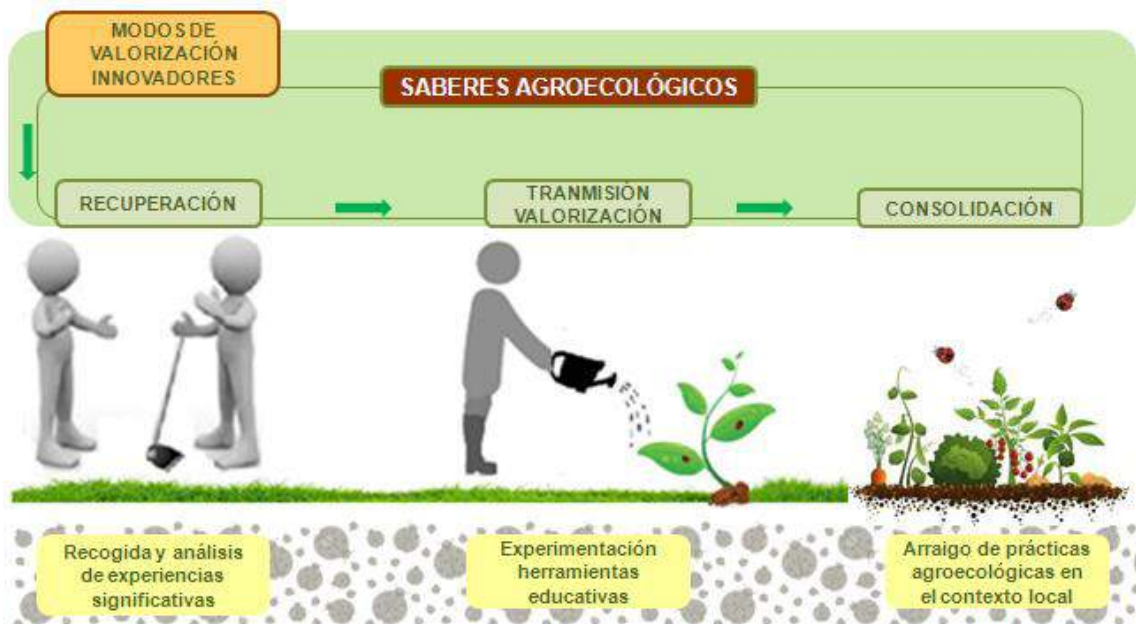 MODOS DE
VALORIZACIÓN
INNOVADORES
SABERES AGROECOLÓGICOS
RECUPERACIÓN
TRANMISIÓN
VALORIZACIÓN
CONSOLIDACIÓN
Recogida y análisis
de experiencias
significativas
Experimentación
herramientas
educativas
Arraigo de prácticas
agroecológicas en
el contexto local